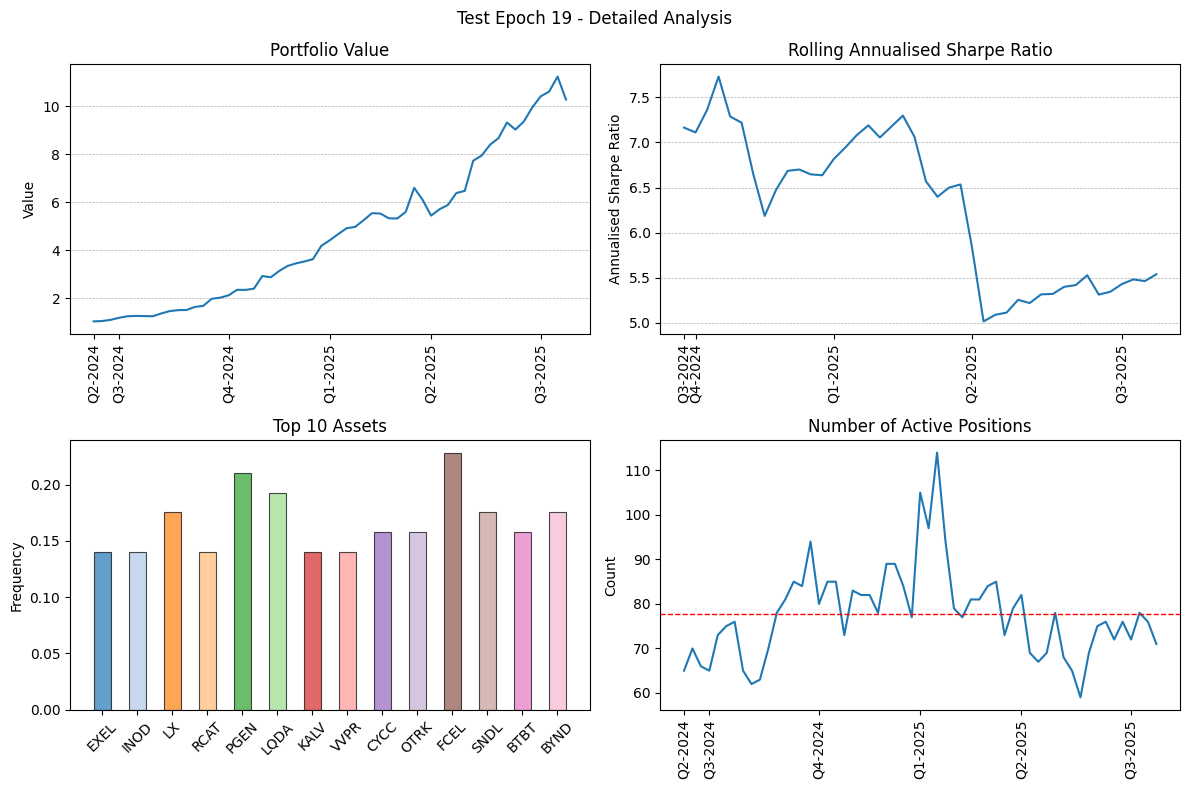 Test Epoch 19 - Detailed Analysis
Portfolio Value
Value
10
8
6
4
2
Q2-2024
Q3-2024
Q4-2024
Q1-2025
Q2-2025
Q3-2025
Rolling Annualised Sharpe Ratio
Annualised Sharpe Ratio
7.5
7.0
6.5
6.0
5.5
5.0
Q3-2024
Q4-2024
Q1-2025
Q2-2025
Q3-2025
Top 10 Assets
Frequency
0.20
0.15
0.10
0.05
0.00
EXEL
INOD
LX
RCAT
PGEN
LQDA
KALV
VVPR
CYCC
OTRK
FCEL
SNDL
BTBT
BYND
Number of Active Positions
Count
110
100
90
80
70
60
Q2-2024
Q3-2024
Q4-2024
Q1-2025
Q2-2025
Q3-2025